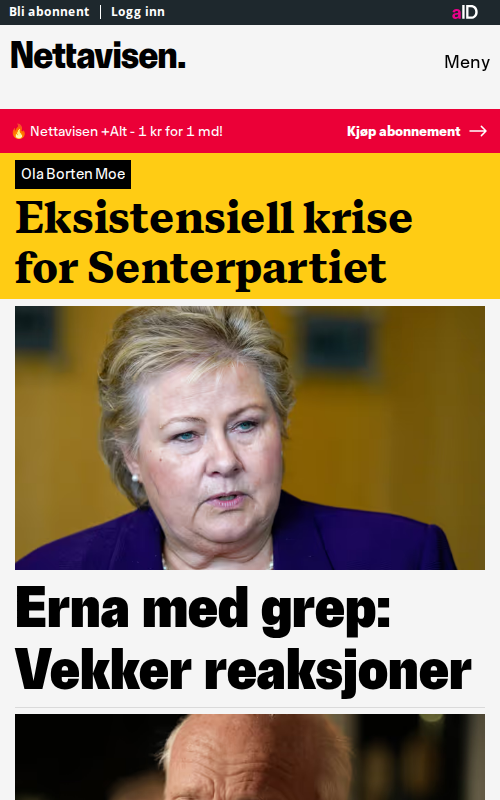 Bli abonnent | Logg inn
aID
Nettavisen.
Meny
🔥 Nettavisen +Alt - 1 kr for 1 md!
Kjøp abonnement →
Ola Borten Moe
Eksistensiell krise
for Senterpartiet
Erna med grep:
Vekker reaksjoner